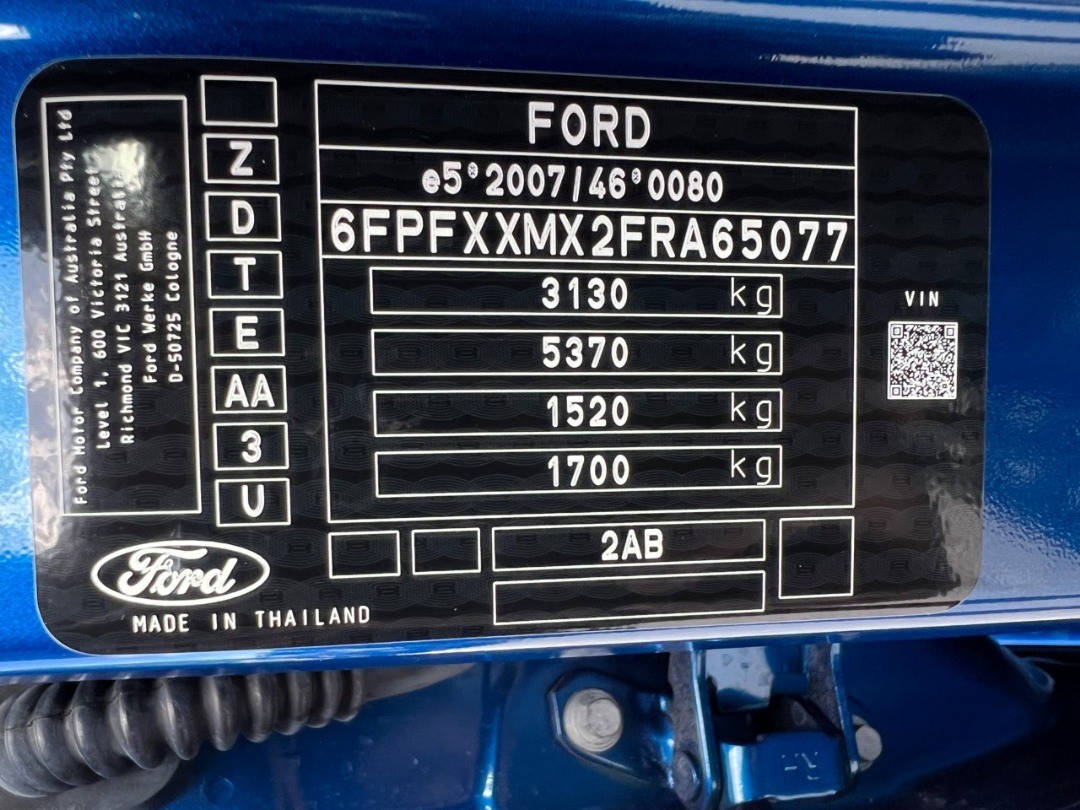 Ford Motor Company of Australia Pty Ltd
Level 1, 600 Victoria Street
Richmond VIC 3121 Australia
Ford Werke GmbH
D-50725 Cologne
Z
D
T
E
AA
3
U
FORD
e5*2007/46*0080
6FPFXXMX2FRA65077
3130 kg
5370 kg
1520 kg
1700 kg
2AB
VIN
Ford
MADE IN THAILAND